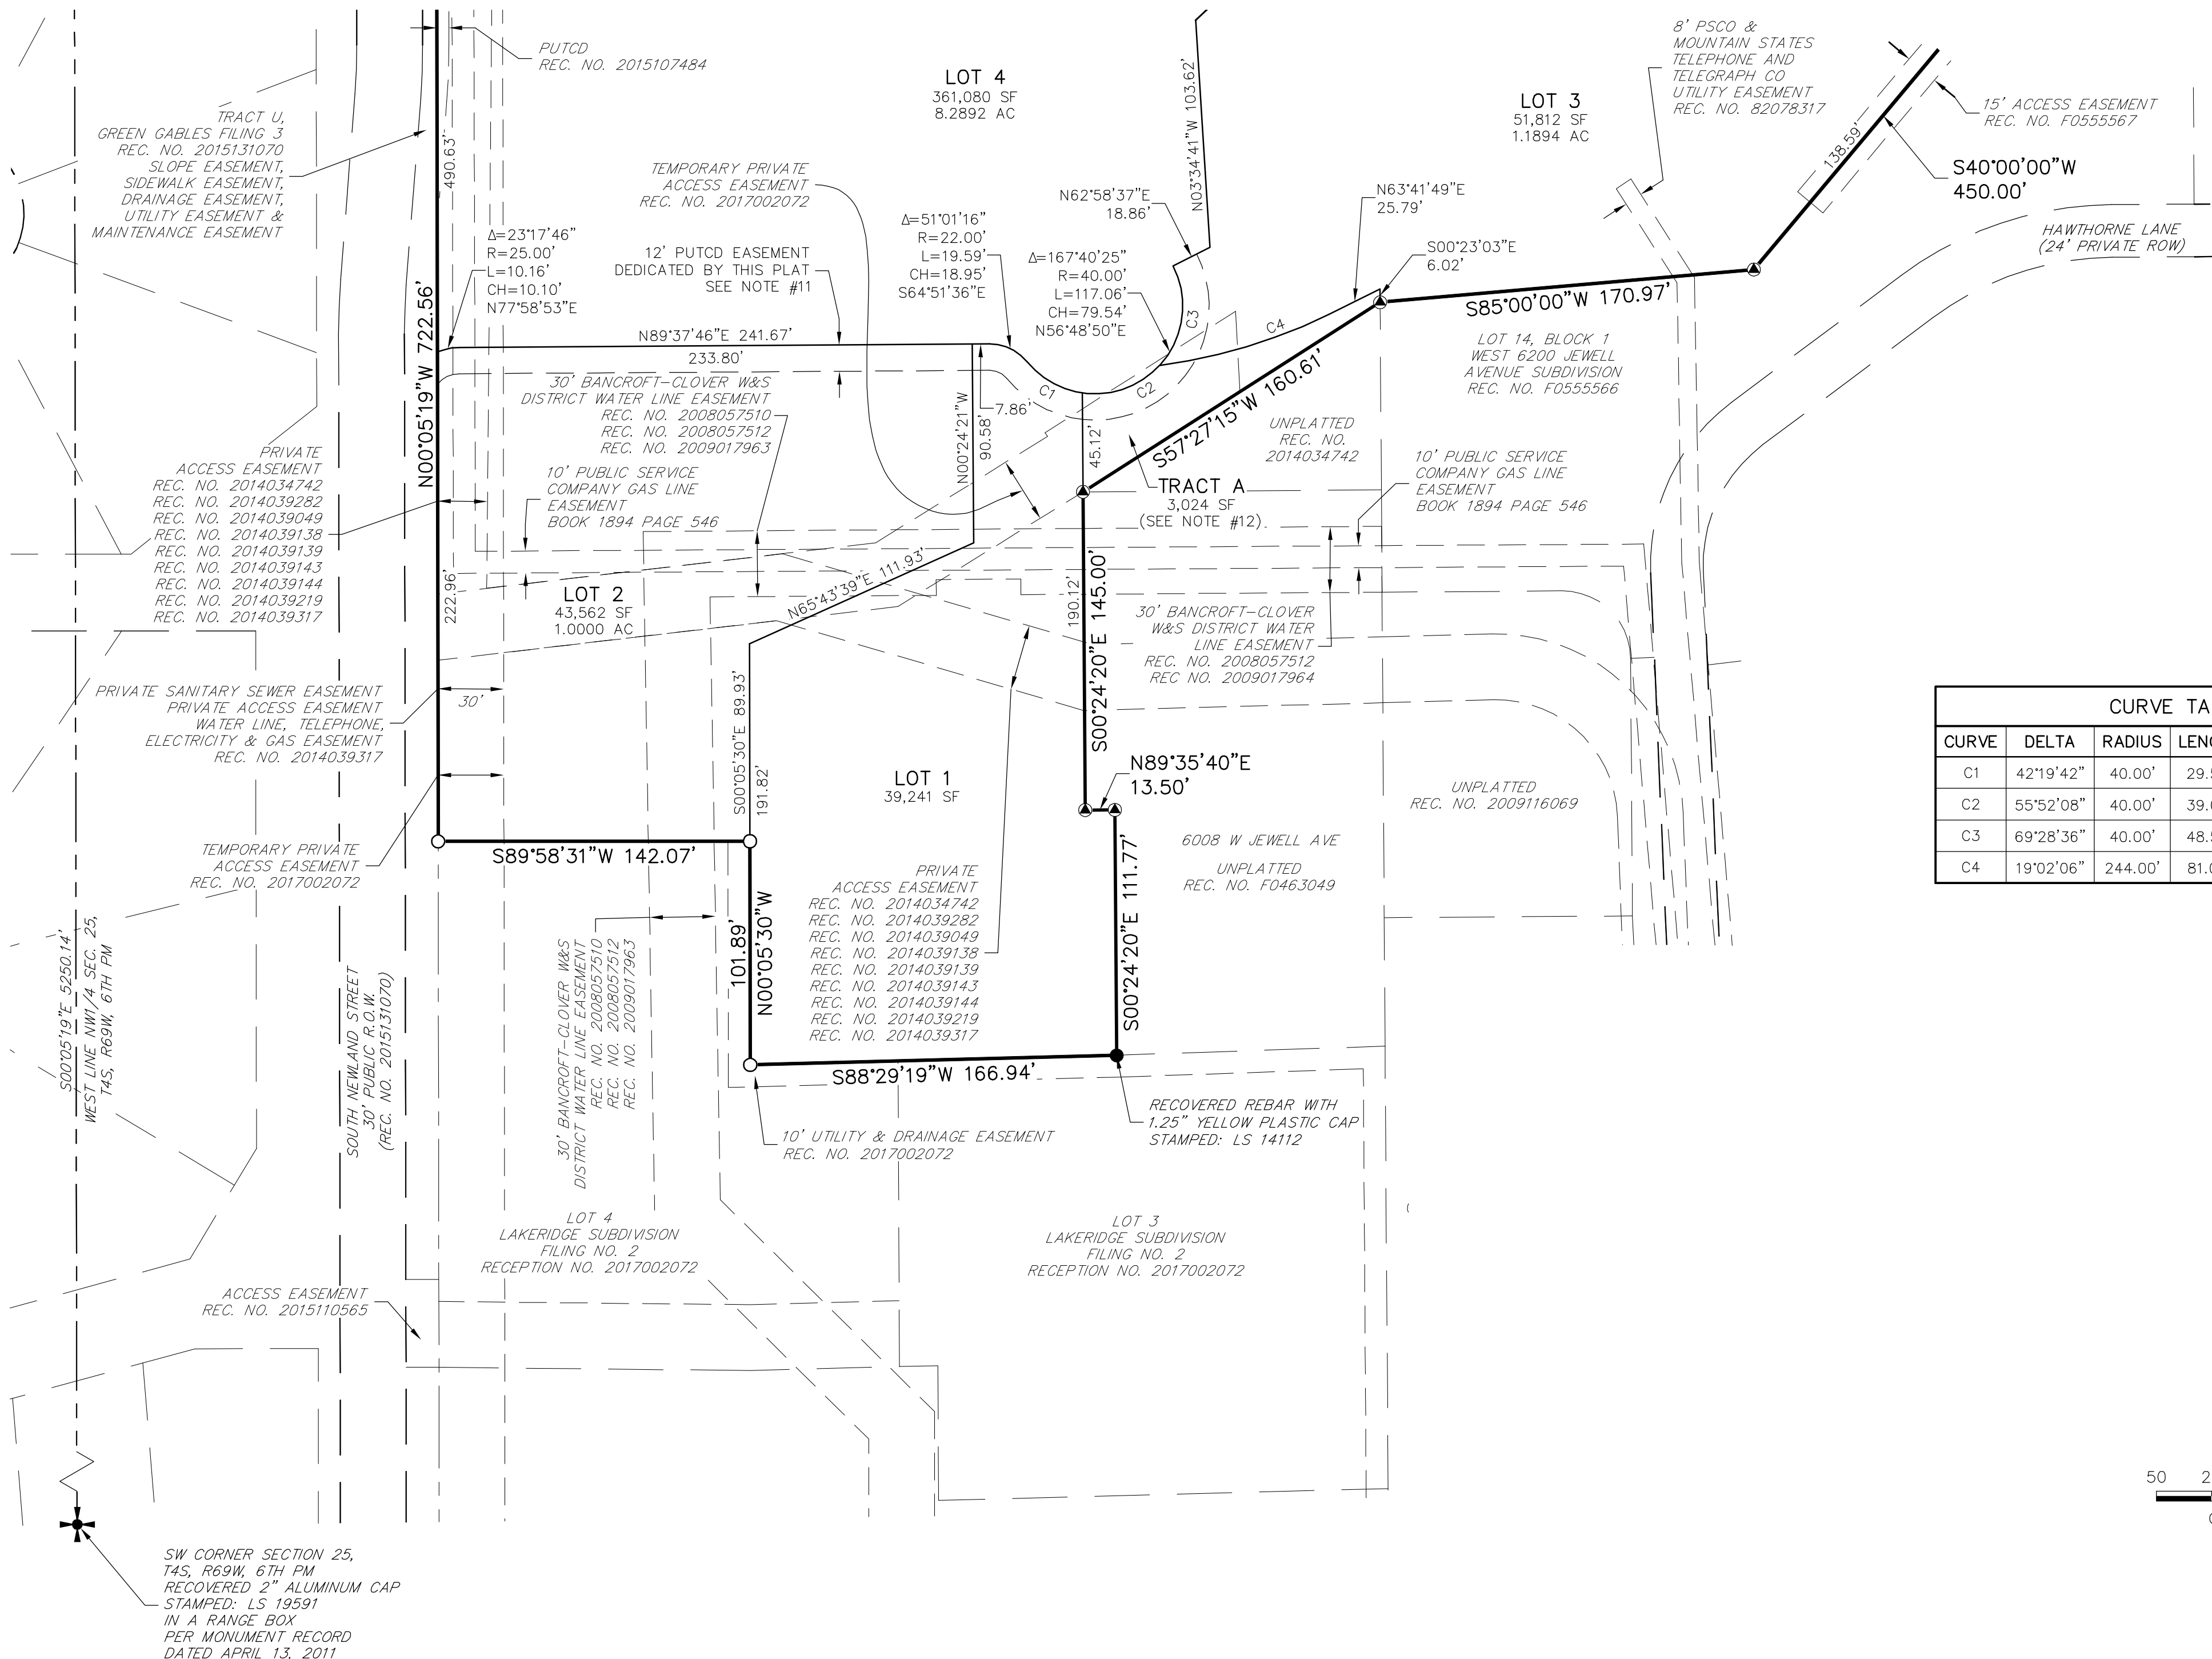 PUTCD
REC. NO. 2015107484
LOT 4
361,080 SF
8.2892 AC
N03°34'41"W 103.62'
8' PSCO &
MOUNTAIN STATES
TELEPHONE AND
TELEGRAPH CO
UTILITY EASEMENT
REC. NO. 82078317
LOT 3
51,812 SF
1.1894 AC
15' ACCESS EASEMENT
REC. NO. F0555567
138.59'
S40°00'00"W
450.00'
HAWTHORNE LANE
(24' PRIVATE ROW)
TRACT U,
GREEN GABLES FILING 3
REC. NO. 2015131070
SLOPE EASEMENT,
SIDEWALK EASEMENT,
DRAINAGE EASEMENT,
UTILITY EASEMENT &
MAINTENANCE EASEMENT
490.63'
TEMPORARY PRIVATE
ACCESS EASEMENT
REC. NO. 2017002072
Δ=23°17'46"
R=25.00'
L=10.16'
CH=10.10'
N77°58'53"E
12' PUTCD EASEMENT
DEDICATED BY THIS PLAT
SEE NOTE #11
Δ=51°01'16"
R=22.00'
L=19.59'
CH=18.95'
S64°51'36"E
N62°58'37"E
18.86'
Δ=167°40'25"
R=40.00'
L=117.06'
CH=79.54'
N56°48'50"E
N63°41'49"E
25.79'
S00°23'03"E
6.02'
C3
C4
S85°00'00"W 170.97'
N00°05'19"W 722.56'
N89°37'46"E 241.67'
233.80'
C1
C2
7.86'
N00°24'21"W
90.58'
45.12'
S57°27'15"W 160.61'
LOT 14, BLOCK 1
WEST 6200 JEWELL
AVENUE SUBDIVISION
REC. NO. F0555566
30' BANCROFT-CLOVER W&S
DISTRICT WATER LINE EASEMENT
REC. NO. 2008057510
REC. NO. 2008057512
REC. NO. 2009017963
10' PUBLIC SERVICE
COMPANY GAS LINE
EASEMENT
BOOK 1894 PAGE 546
UNPLATTED
REC. NO.
2014034742
10' PUBLIC SERVICE
COMPANY GAS LINE
EASEMENT
BOOK 1894 PAGE 546
TRACT A
3,024 SF
(SEE NOTE #12)
PRIVATE
ACCESS EASEMENT
REC. NO. 2014034742
REC. NO. 2014039282
REC. NO. 2014039049
REC. NO. 2014039138
REC. NO. 2014039139
REC. NO. 2014039143
REC. NO. 2014039144
REC. NO. 2014039219
REC. NO. 2014039317
222.96'
LOT 2
43,562 SF
1.0000 AC
N65°43'39"E 111.93'
190.12'
S00°24'20"E 145.00'
30' BANCROFT-CLOVER
W&S DISTRICT WATER
LINE EASEMENT
REC. NO. 2008057512
REC NO. 2009017964
PRIVATE SANITARY SEWER EASEMENT
PRIVATE ACCESS EASEMENT
WATER LINE, TELEPHONE,
ELECTRICITY & GAS EASEMENT
REC. NO. 2014039317
30'
S00°05'30"E 89.93'
191.82'
LOT 1
39,241 SF
N89°35'40"E
13.50'
UNPLATTED
REC. NO. 2009116069
CURVE TA
CURVE DELTA RADIUS LEN
C1 42°19'42" 40.00' 29.
C2 55°52'08" 40.00' 39.
C3 69°28'36" 40.00' 48.
C4 19°02'06" 244.00' 81.
TEMPORARY PRIVATE
ACCESS EASEMENT
REC. NO. 2017002072
S89°58'31"W 142.07'
6008 W JEWELL AVE
UNPLATTED
REC. NO. F0463049
PRIVATE
ACCESS EASEMENT
REC. NO. 2014034742
REC. NO. 2014039282
REC. NO. 2014039049
REC. NO. 2014039138
REC. NO. 2014039139
REC. NO. 2014039143
REC. NO. 2014039144
REC. NO. 2014039219
REC. NO. 2014039317
101.89'
N00°05'30"W
S00°24'20"E 111.77'
S00°05'19"E 5250.14'
WEST LINE NW1/4 SEC. 25,
T4S, R69W, 6TH PM
SOUTH NEWLAND STREET
30' PUBLIC R.O.W.
(REC. NO. 2015131070)
30' BANCROFT-CLOVER W&S
DISTRICT WATER LINE EASEMENT
REC. NO. 2008057510
REC. NO. 2008057512
REC. NO. 2009017963
S88°29'19"W 166.94'
10' UTILITY & DRAINAGE EASEMENT
REC. NO. 2017002072
RECOVERED REBAR WITH
1.25" YELLOW PLASTIC CAP
STAMPED: LS 14112
LOT 4
LAKERIDGE SUBDIVISION
FILING NO. 2
RECEPTION NO. 2017002072
LOT 3
LAKERIDGE SUBDIVISION
FILING NO. 2
RECEPTION NO. 2017002072
ACCESS EASEMENT
REC. NO. 2015110565
50 2
SW CORNER SECTION 25,
T4S, R69W, 6TH PM
RECOVERED 2" ALUMINUM CAP
STAMPED: LS 19591
IN A RANGE BOX
PER MONUMENT RECORD
DATED APRIL 13, 2011